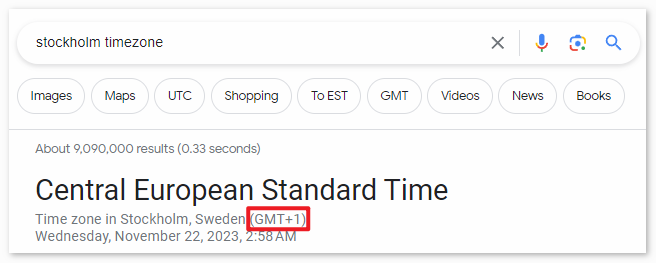 stockholm timezone
Images Maps UTC Shopping To EST GMT Videos News Books
About 9,090,000 results (0.33 seconds)
Central European Standard Time
Time zone in Stockholm, Sweden (GMT+1)
Wednesday, November 22, 2023, 2:58 AM